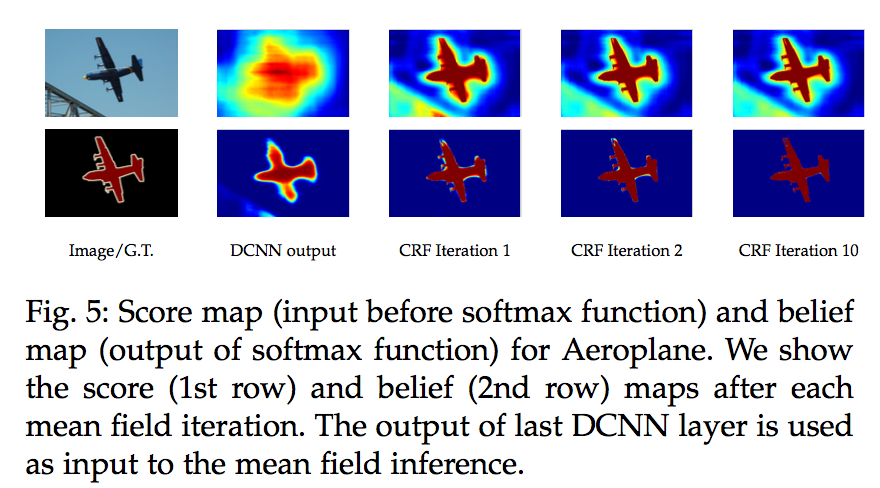 Image/G.T.
DCNN output
CRF Iteration 1
CRF Iteration 2
CRF Iteration 10
Fig. 5: Score map (input before softmax function) and belief
map (output of softmax function) for Aeroplane. We show
the score (1st row) and belief (2nd row) maps after each
mean field iteration. The output of last DCNN layer is used
as input to the mean field inference.